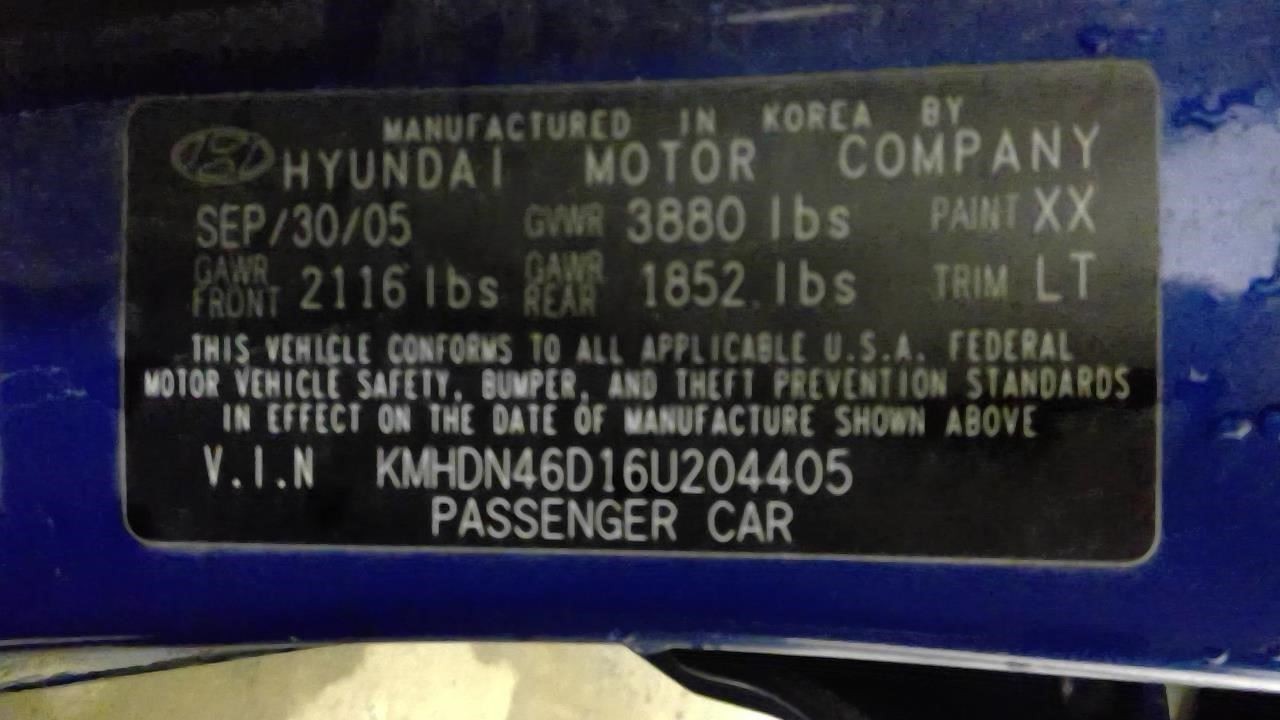 MANUFACTURED IN KOREA BY
HYUNDAI MOTOR COMPANY
SEP/30/05 GVWR 3880 lbs PAINT XX
GAWR FRONT 2116 lbs GAWR REAR 1852 lbs TRIM LT
THIS VEHICLE CONFORMS TO ALL APPLICABLE U.S.A. FEDERAL
MOTOR VEHICLE SAFETY, BUMPER, AND THEFT PREVENTION STANDARDS
IN EFFECT ON THE DATE OF MANUFACTURE SHOWN ABOVE
V.I.N KMHDN46D16U204405
PASSENGER CAR